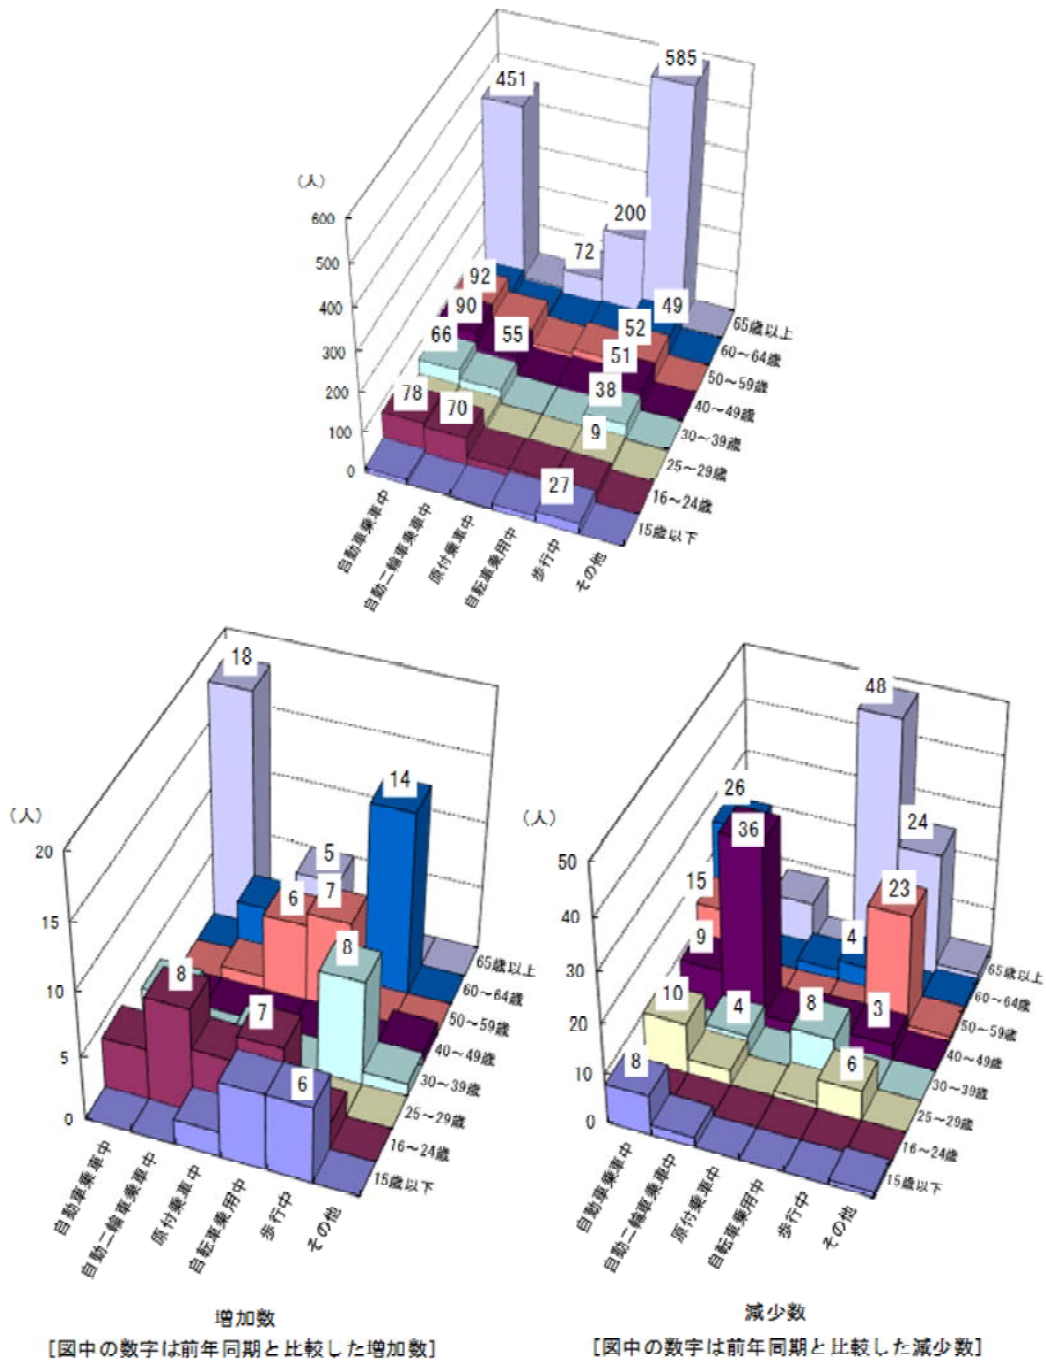 585
451
(人)
600
200
500
72
92
400
90
49
65歳以上
52
66
55
60～64歳
300
51
50～59歳
78
70
38
200
40～49歳
9
30～39歳
100
25～29歳
27
16～24歳
0
15歳以下
自動車乗車中
自動二輪車乗車中
原付乗車中
自転車乗用中
歩行中
その他
18
14
(人)
20
5
6
7
15
8
8
10
7
65歳以上
60～64歳
50～59歳
40～49歳
5
6
30～39歳
25～29歳
0
16～24歳
15歳以下
自動車乗車中
自動二輪車乗車中
原付乗車中
自転車乗用中
歩行中
その他
増加数
[図中の数字は前年同期と比較した増加数]
48
26
(人)
36
24
50
15
23
40
9
4
30
10
4
8
3
65歳以上
60～64歳
20
50～59歳
8
6
40～49歳
10
30～39歳
25～29歳
0
16～24歳
15歳以下
自動車乗車中
自動二輪車乗車中
原付乗車中
自転車乗用中
歩行中
その他
減少数
[図中の数字は前年同期と比較した減少数]